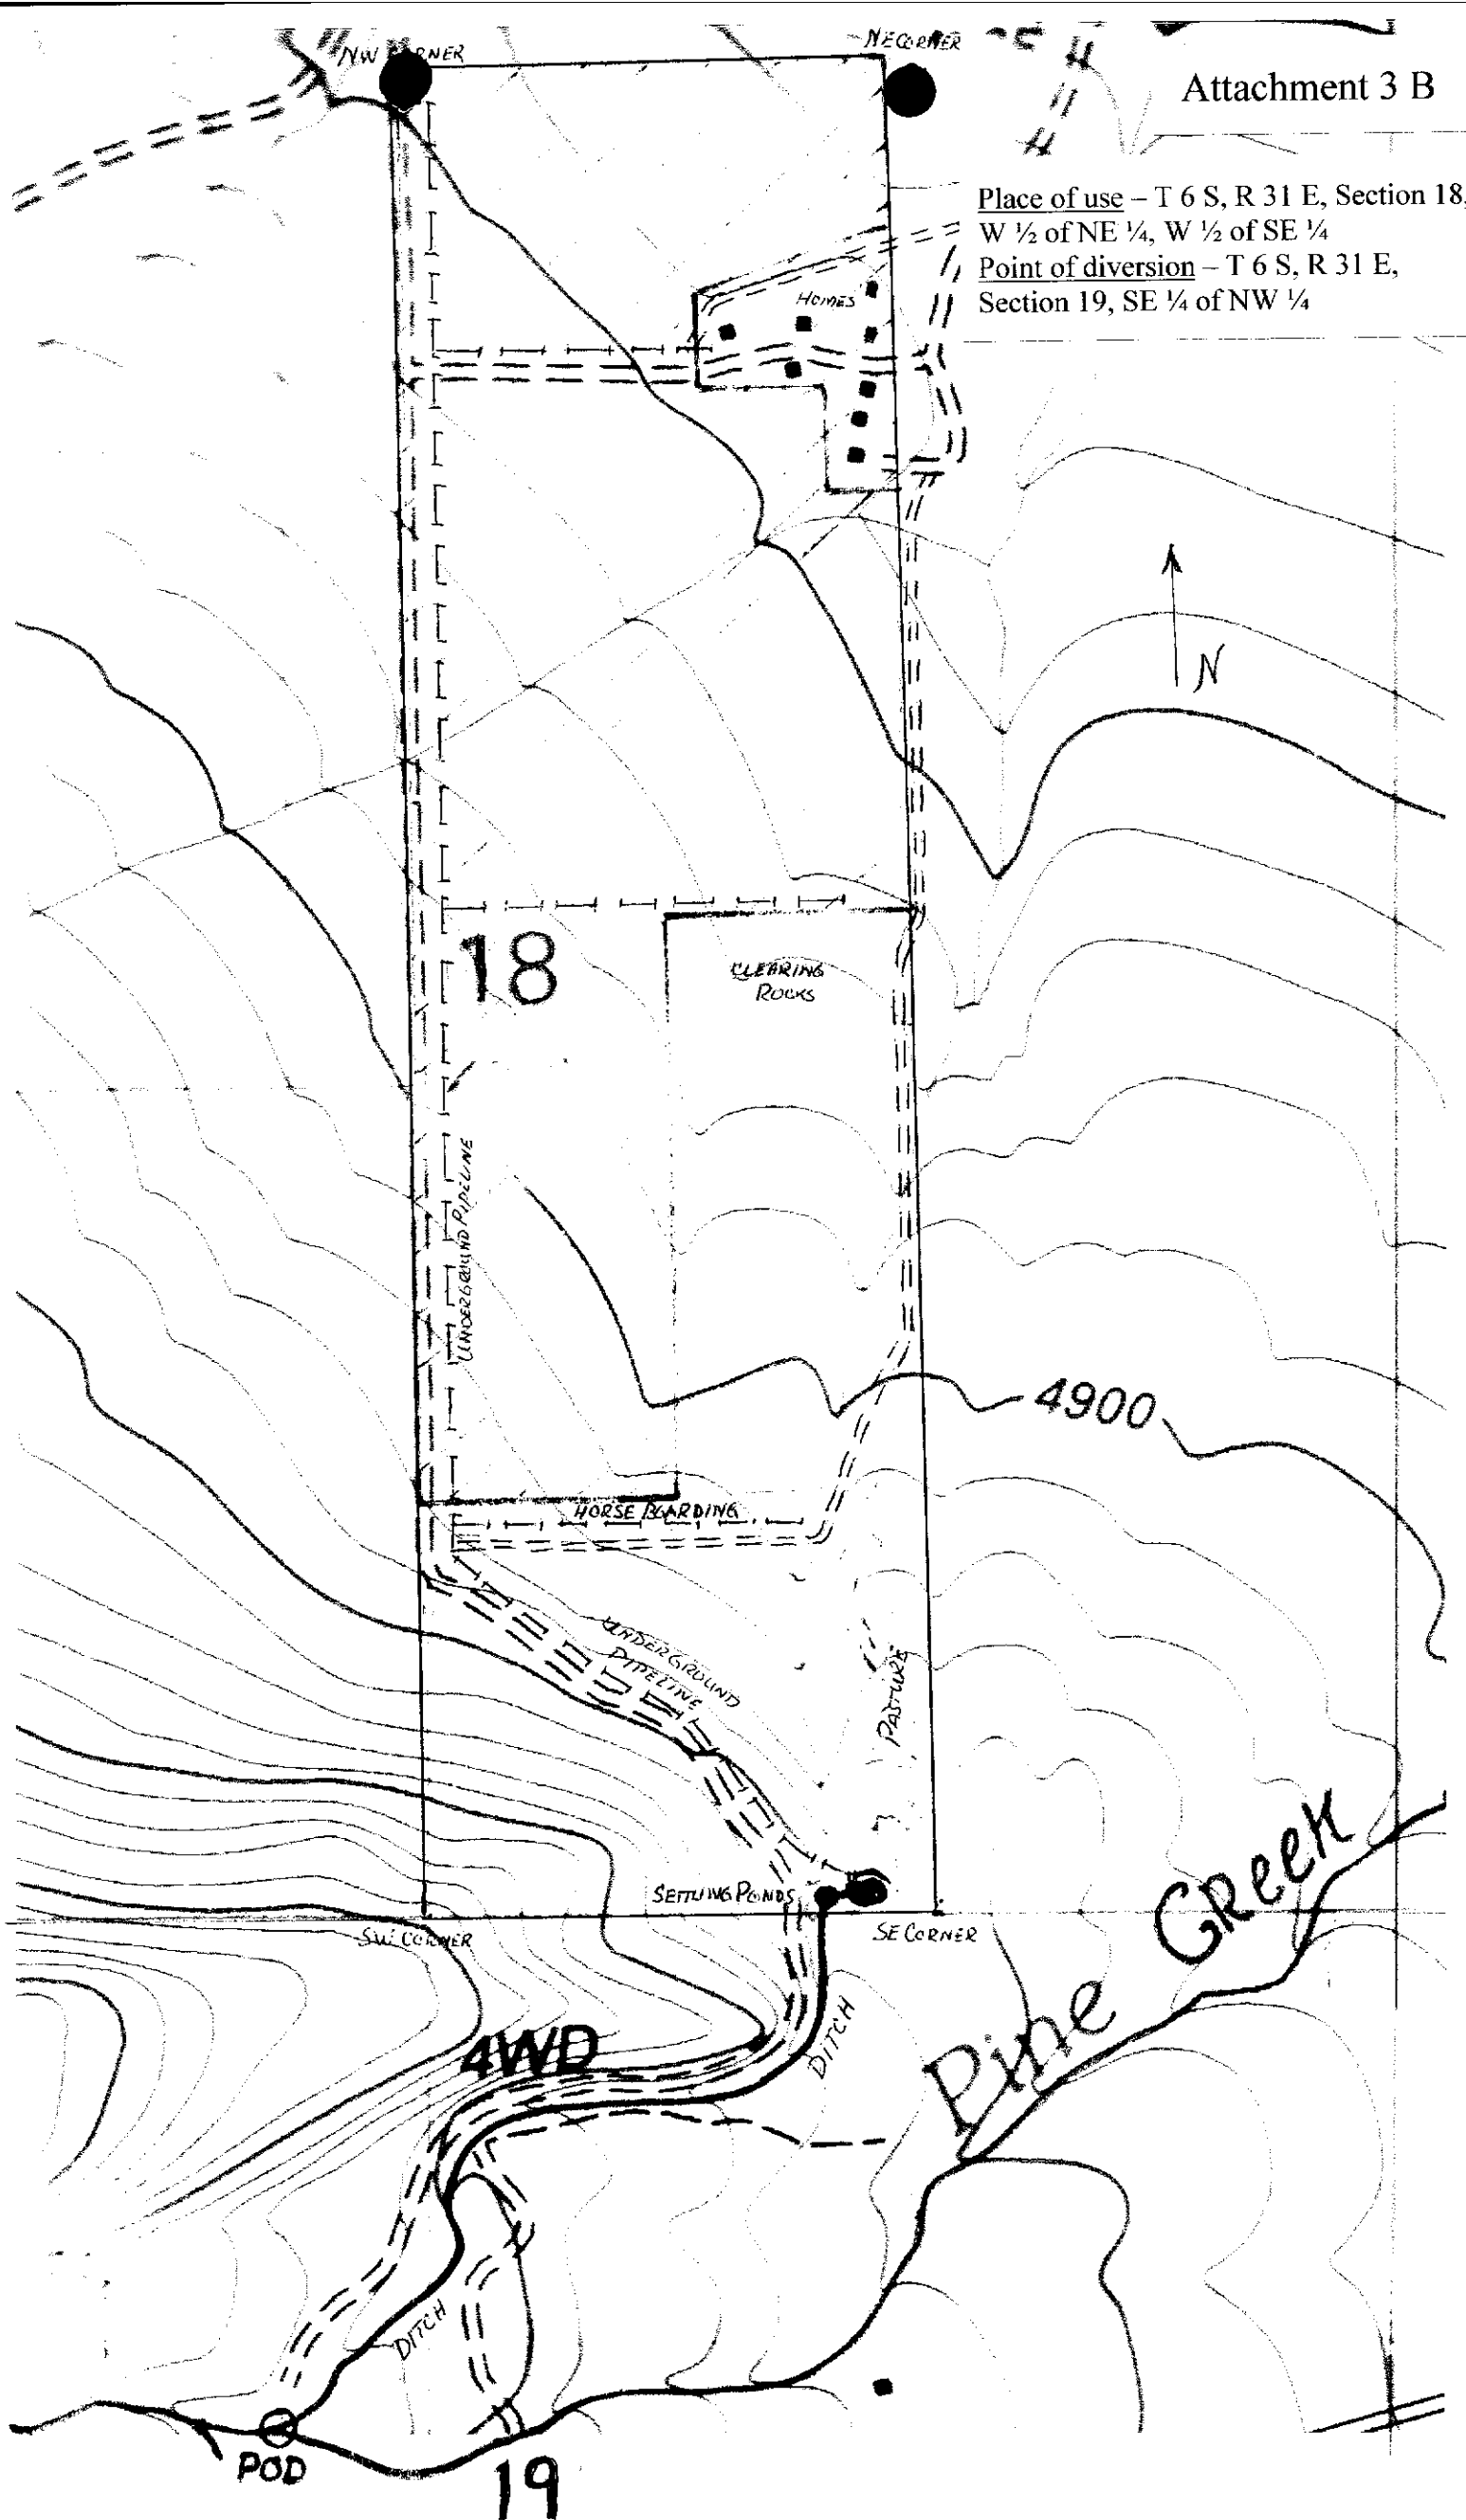 NW CORNER
NE CORNER
Attachment 3 B
Place of use – T 6 S, R 31 E, Section 18,
W ½ of NE ¼, W ½ of SE ¼
Point of diversion – T 6 S, R 31 E,
Section 19, SE ¼ of NW ¼
HOMES
N
18
CLEARING
ROCKS
UNDERGROUND PIPELINE
4900
HORSE BOARDING
UNDERGROUND
PIPELINE
PASTURE
SETTLING PONDS
SW CORNER
SE CORNER
Pine Creek
4WD
DITCH
DITCH
POD
19